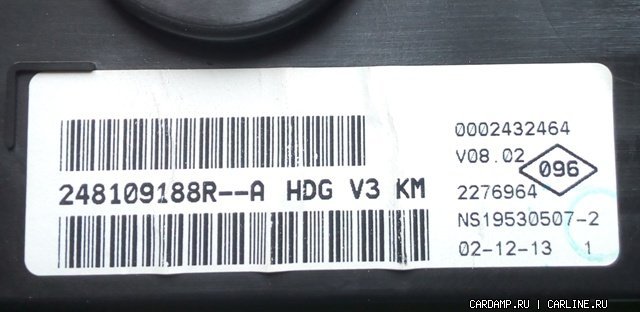 0002432464
V08.02
096
248109188R--A HDG V3 KM
2276964
NS19530507-2
02-12-13 1
CARDAMP.RU | CARLINE.RU